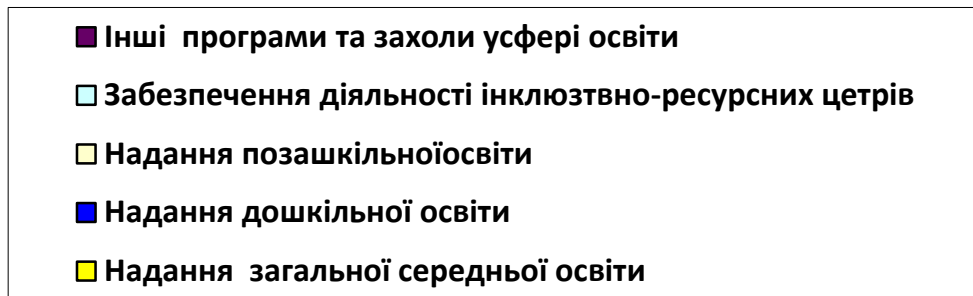 Інші програми та захоли усфері освіти
Забезпечення діяльності інклюзтвно-ресурсних цетрів
Надання позашкільноїосвіти
Надання дошкільної освіти
Надання загальної середньої освіти